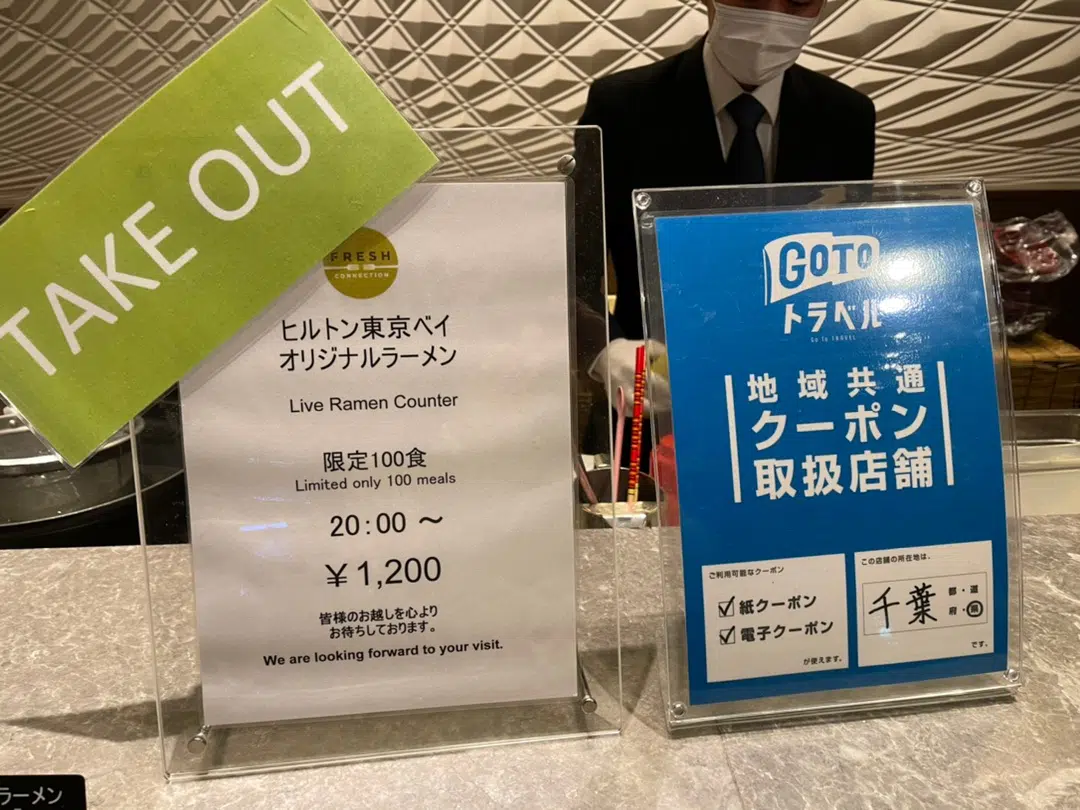 TAKE OUT
FRESH
CONNECTION
ヒルトン東京ベイ
オリジナルラーメン
Live Ramen Counter
限定100食
Limited only 100 meals
20:00 ～
￥1,200
皆様のお越しを心より
お待ちしております。
We are looking forward to your visit.
GOTO
トラベル
Go To TRAVEL
地域共通
クーポン
取扱店舗
ご利用可能なクーポン
紙クーポン
電子クーポン
が使えます。
この店舗の所在地は、
千葉 都・道
府・県
です。
ラーメン